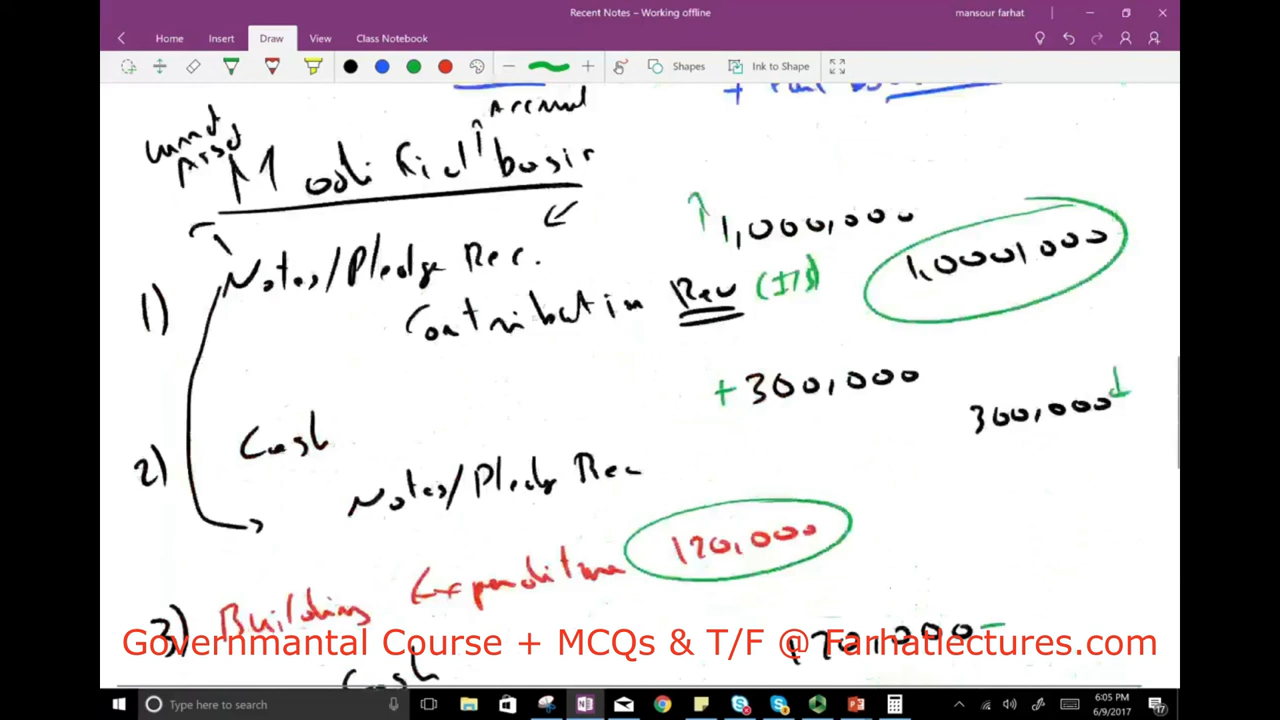 Recent Notes – Working offline
mansour farhat
Home Insert Draw View Class Notebook
Shapes Ink to Shape
Accrual
Modified basis
1,000,000
1) Notes/Pledge Rec.
1,000,000
Contribution Rev
+300,000
300,000
2) Cash
Notes/Pledge Rec
120,000
3) Building Expenditure
Governmantal Course + MCQs & T/F @ Farhatlectures.com
Cash
Type here to search
6:05 PM
6/9/2017
17